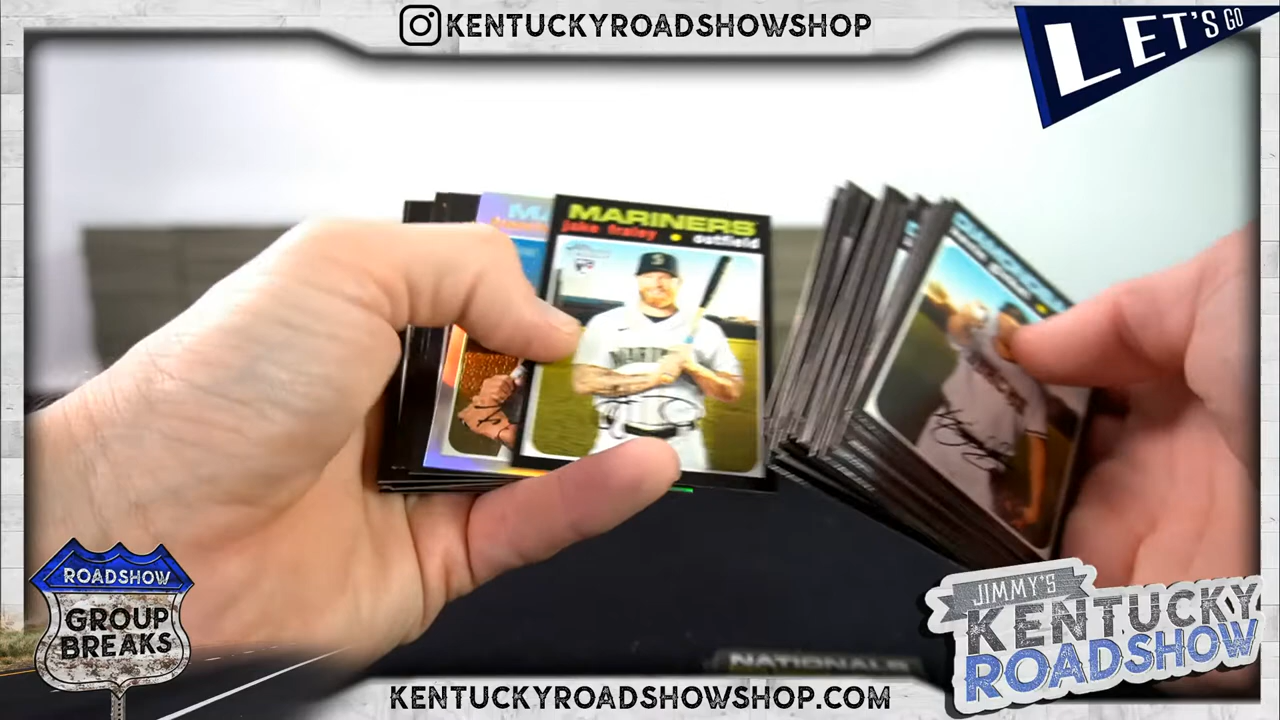 KENTUCKYROADSHOWSHOP
LET'S GO
MARINERS
jake fraley • outfield
ROADSHOW
GROUP
BREAKS
JIMMY'S
KENTUCKY
ROADSHOW
NATIONALS
KENTUCKYROADSHOWSHOP.COM